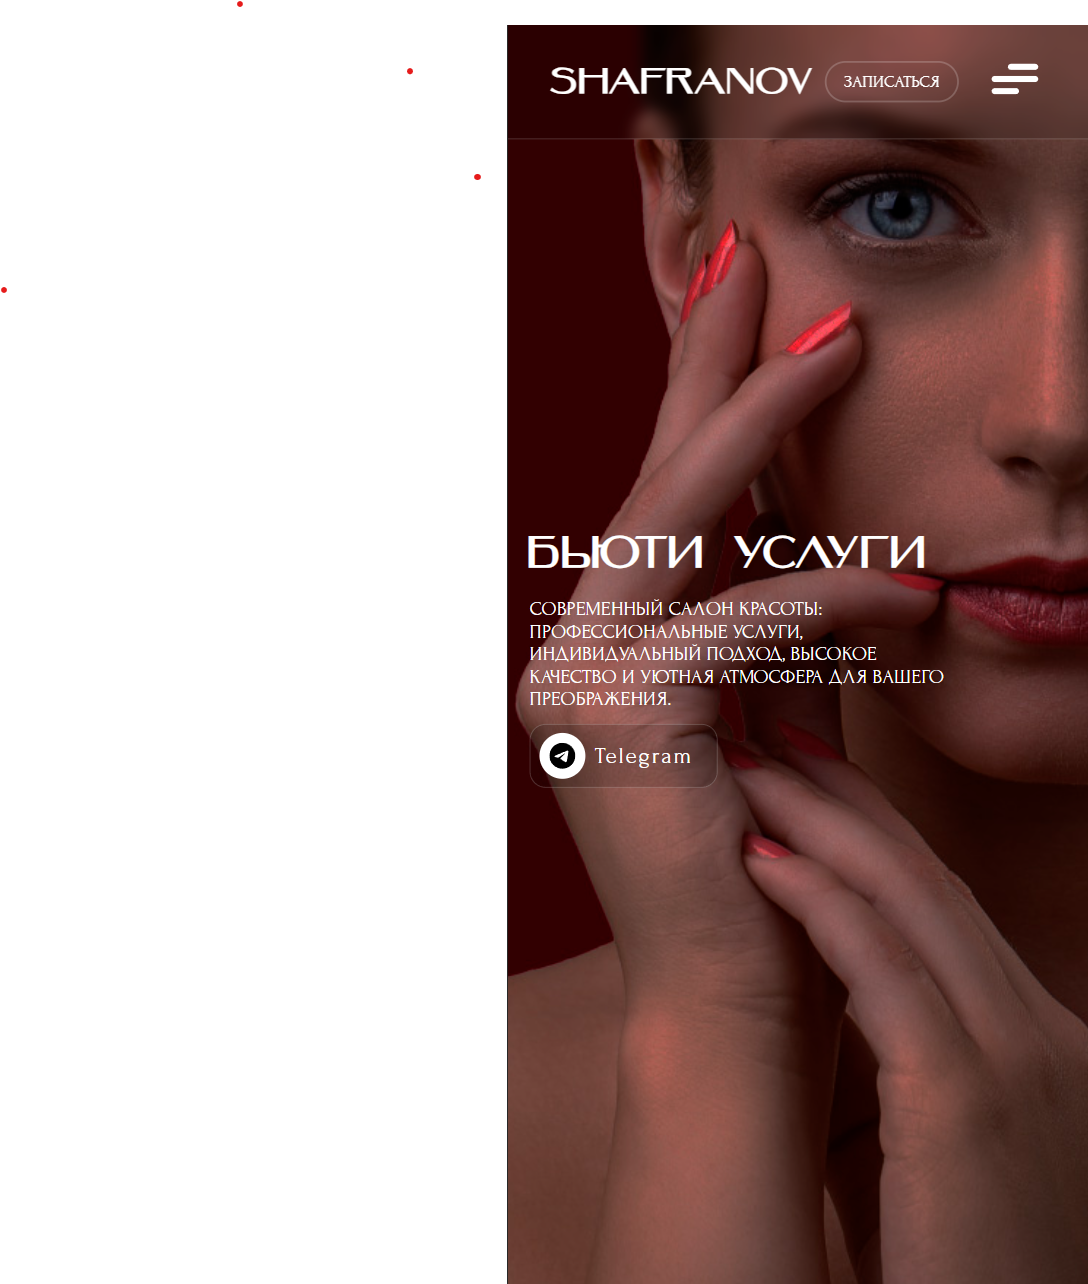 SHAFRANOV ЗАПИСАТЬСЯ
БЬЮТИ УСЛУГИ
СОВРЕМЕННЫЙ САЛОН КРАСОТЫ:
ПРОФЕССИОНАЛЬНЫЕ УСЛУГИ,
ИНДИВИДУАЛЬНЫЙ ПОДХОД, ВЫСОКОЕ
КАЧЕСТВО И УЮТНАЯ АТМОСФЕРА ДЛЯ ВАШЕГО
ПРЕОБРАЖЕНИЯ.
Telegram